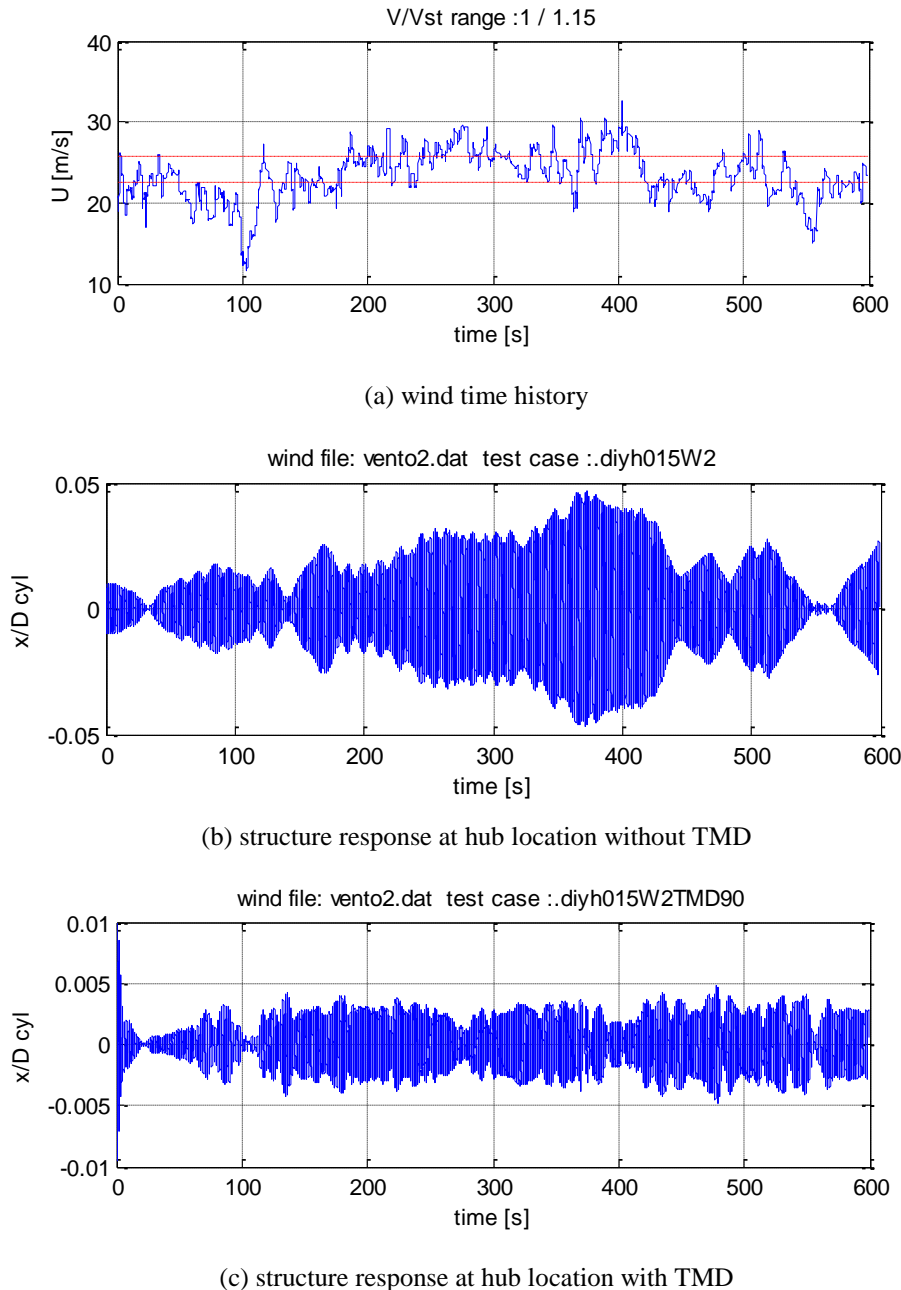 V/Vst range :1 / 1.15
40
30
20
10
U [m/s]
0 100 200 300 400 500 600
time [s]
(a) wind time history
wind file: vento2.dat test case :.diyh015W2
0.05
0
-0.05
x/D cyl
0 100 200 300 400 500 600
time [s]
(b) structure response at hub location without TMD
wind file: vento2.dat test case :.diyh015W2TMD90
0.01
0.005
0
-0.005
-0.01
x/D cyl
0 100 200 300 400 500 600
time [s]
(c) structure response at hub location with TMD